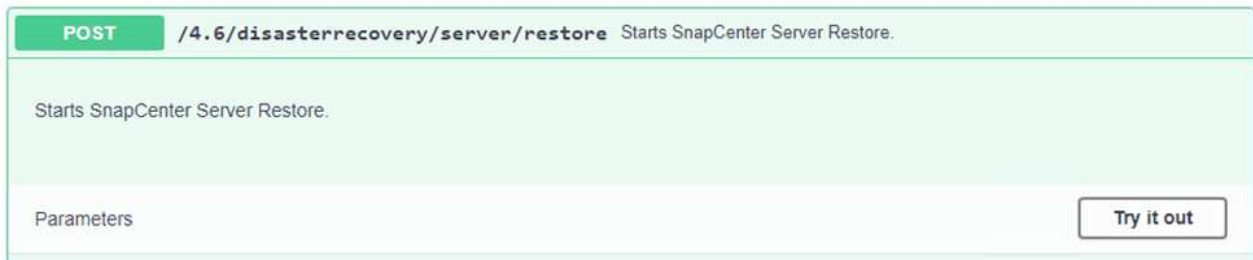 POST /4.6/disasterrecovery/server/restore Starts SnapCenter Server Restore.
Starts SnapCenter Server Restore.
Parameters Try it out